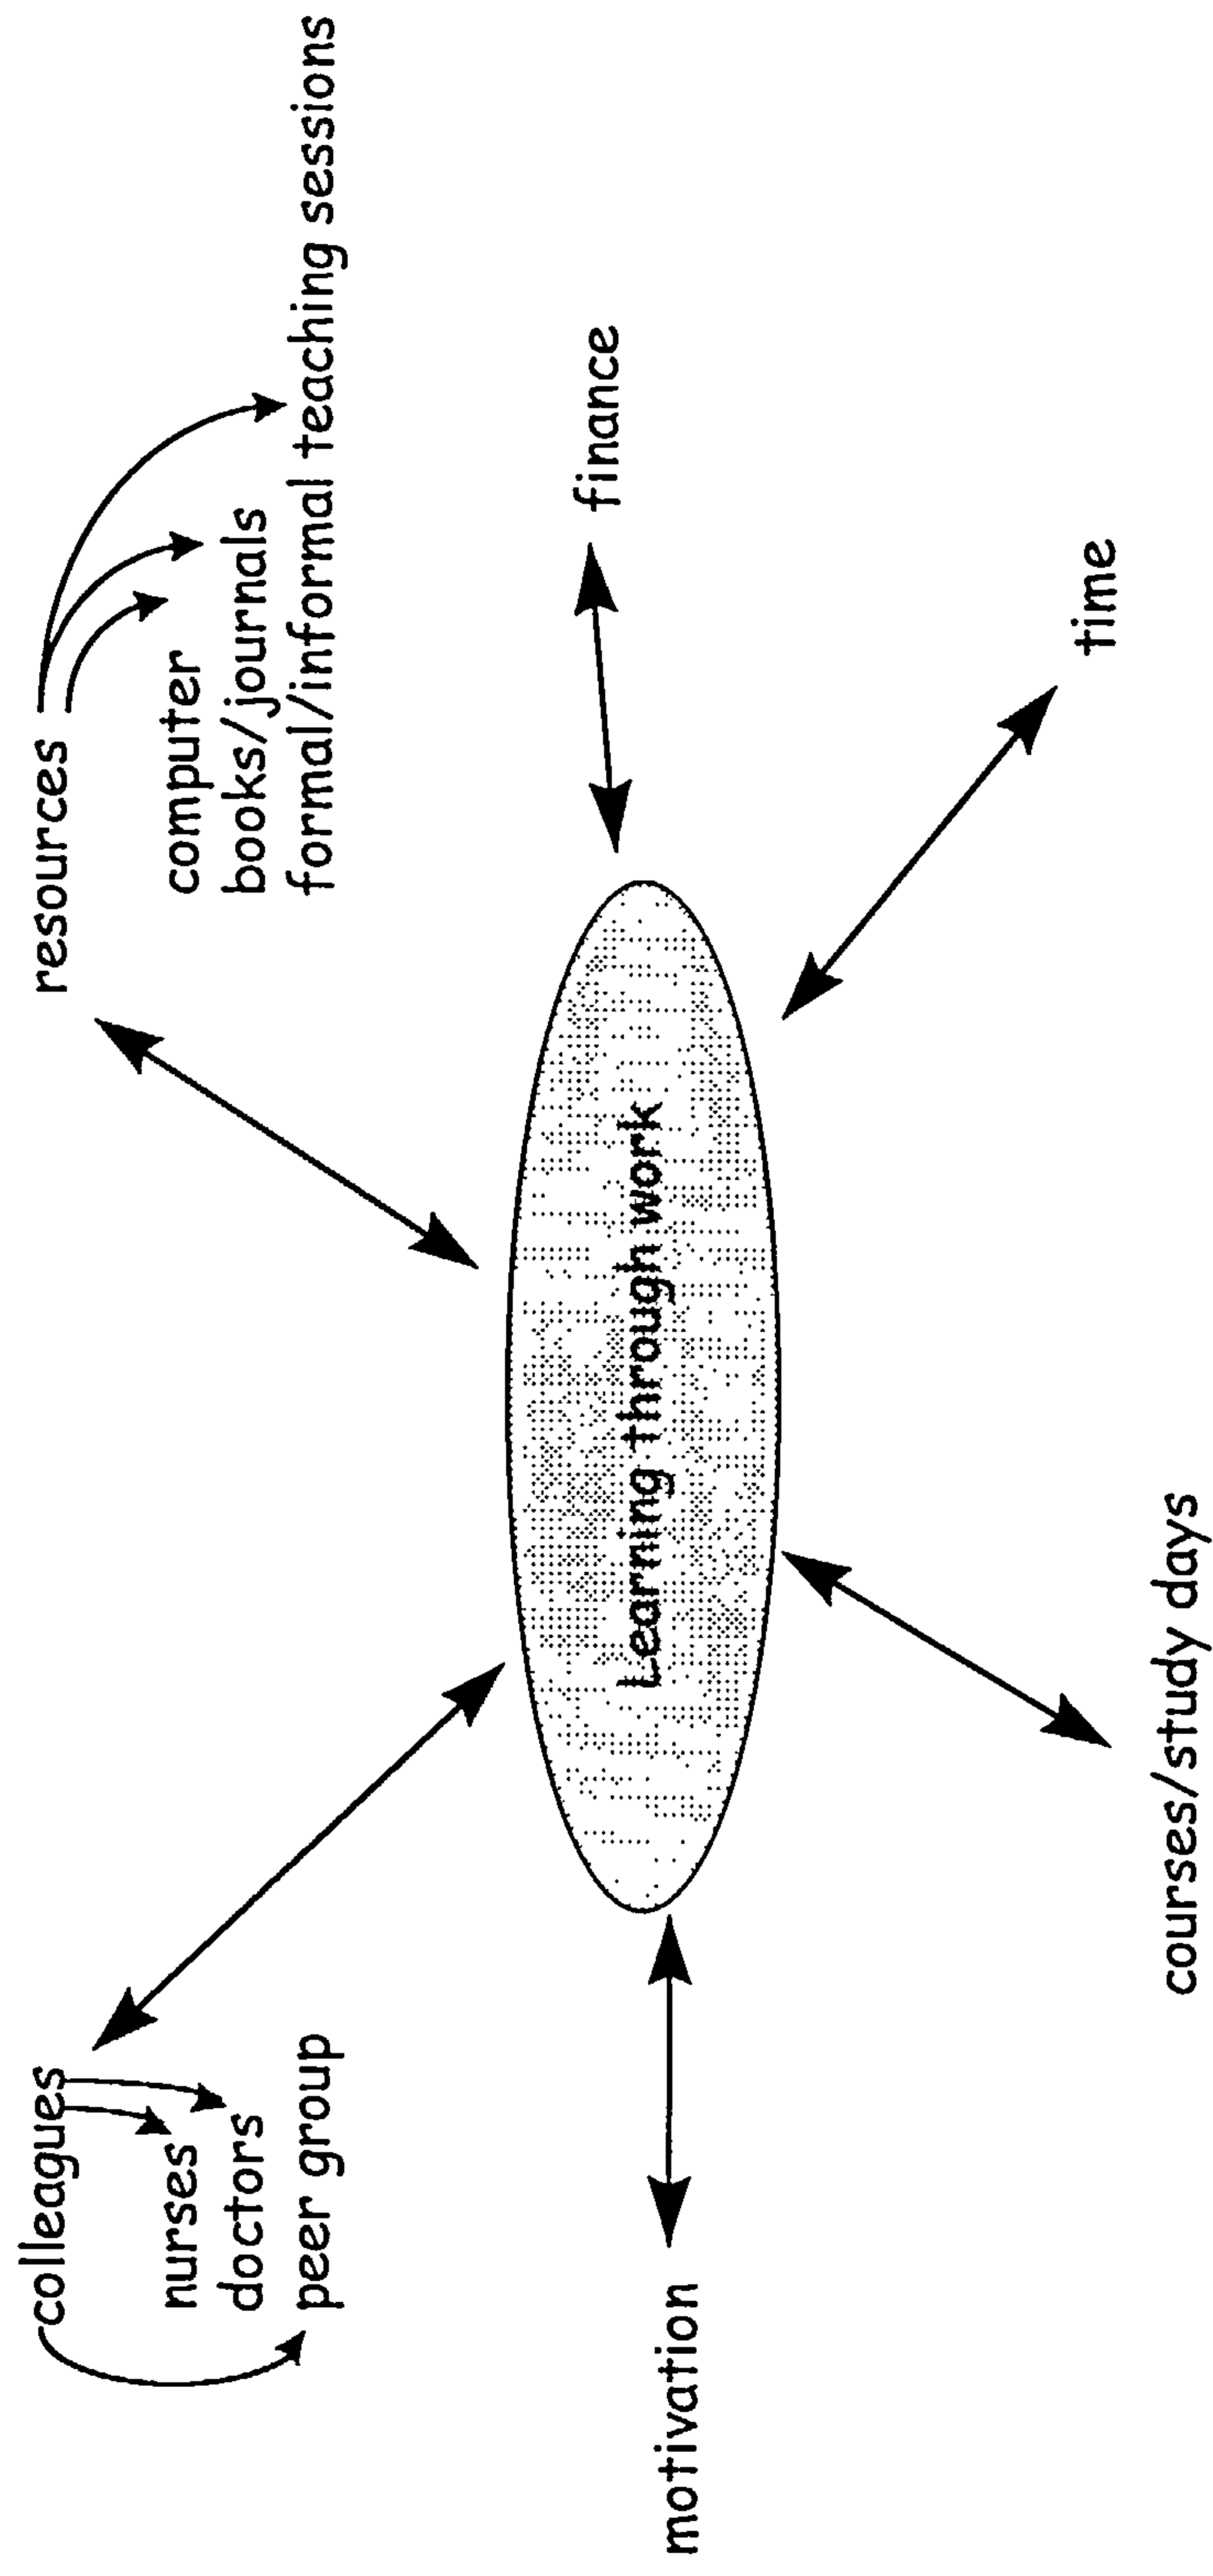 colleagues
nurses
doctors
peer group
resources
computer
books/journals
formal/informal teaching sessions
motivation
Learning through work
finance
courses/study days
time